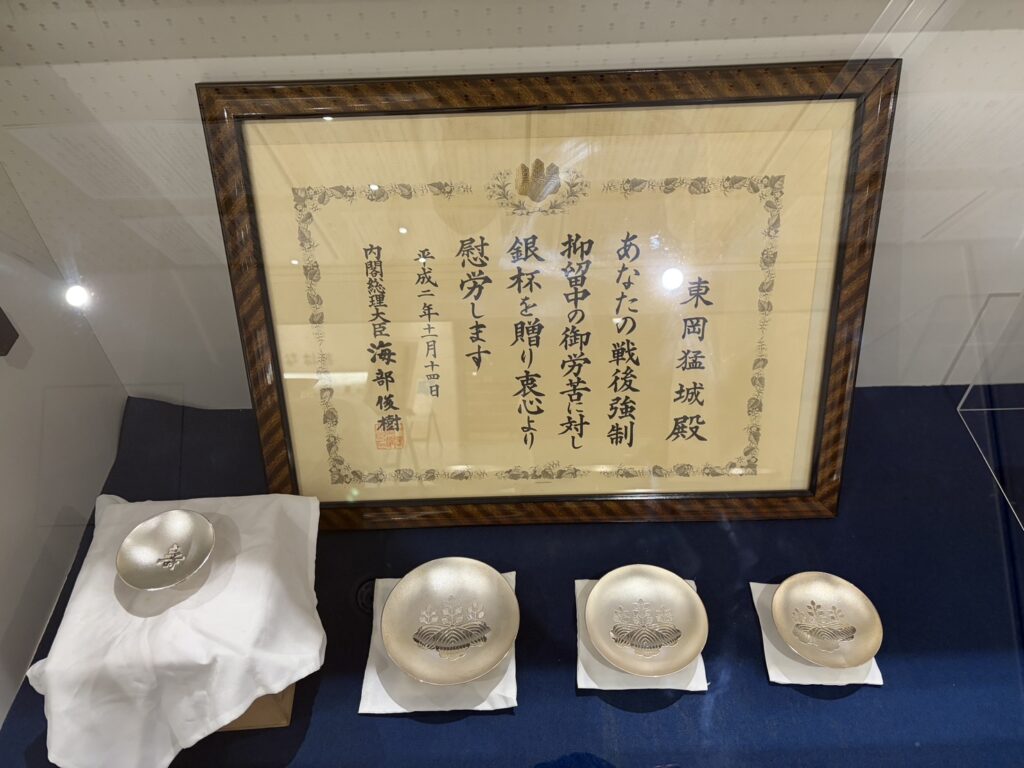 東岡猛城殿
あなたの戦後強制
抑留中の御労苦に対し
銀杯を贈り衷心より
慰労します
平成二年十一月十四日
内閣総理大臣 海部俊樹
寿